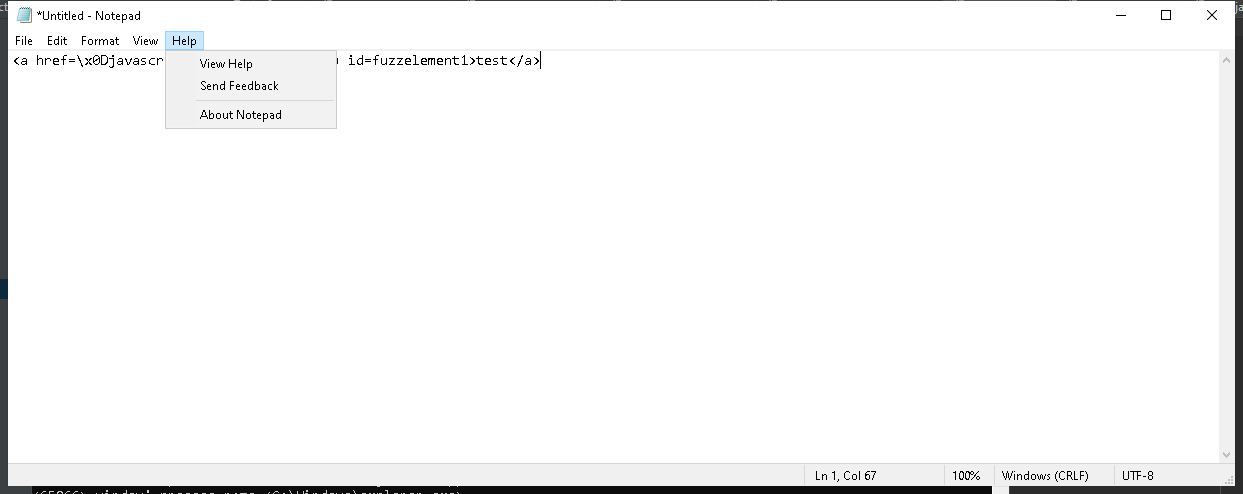 *Untitled - Notepad
File Edit Format View Help
<a href=\x0Djavascr id=fuzzelement1>test</a>
View Help
Send Feedback
About Notepad
Ln 1, Col 67 100% Windows (CRLF) UTF-8